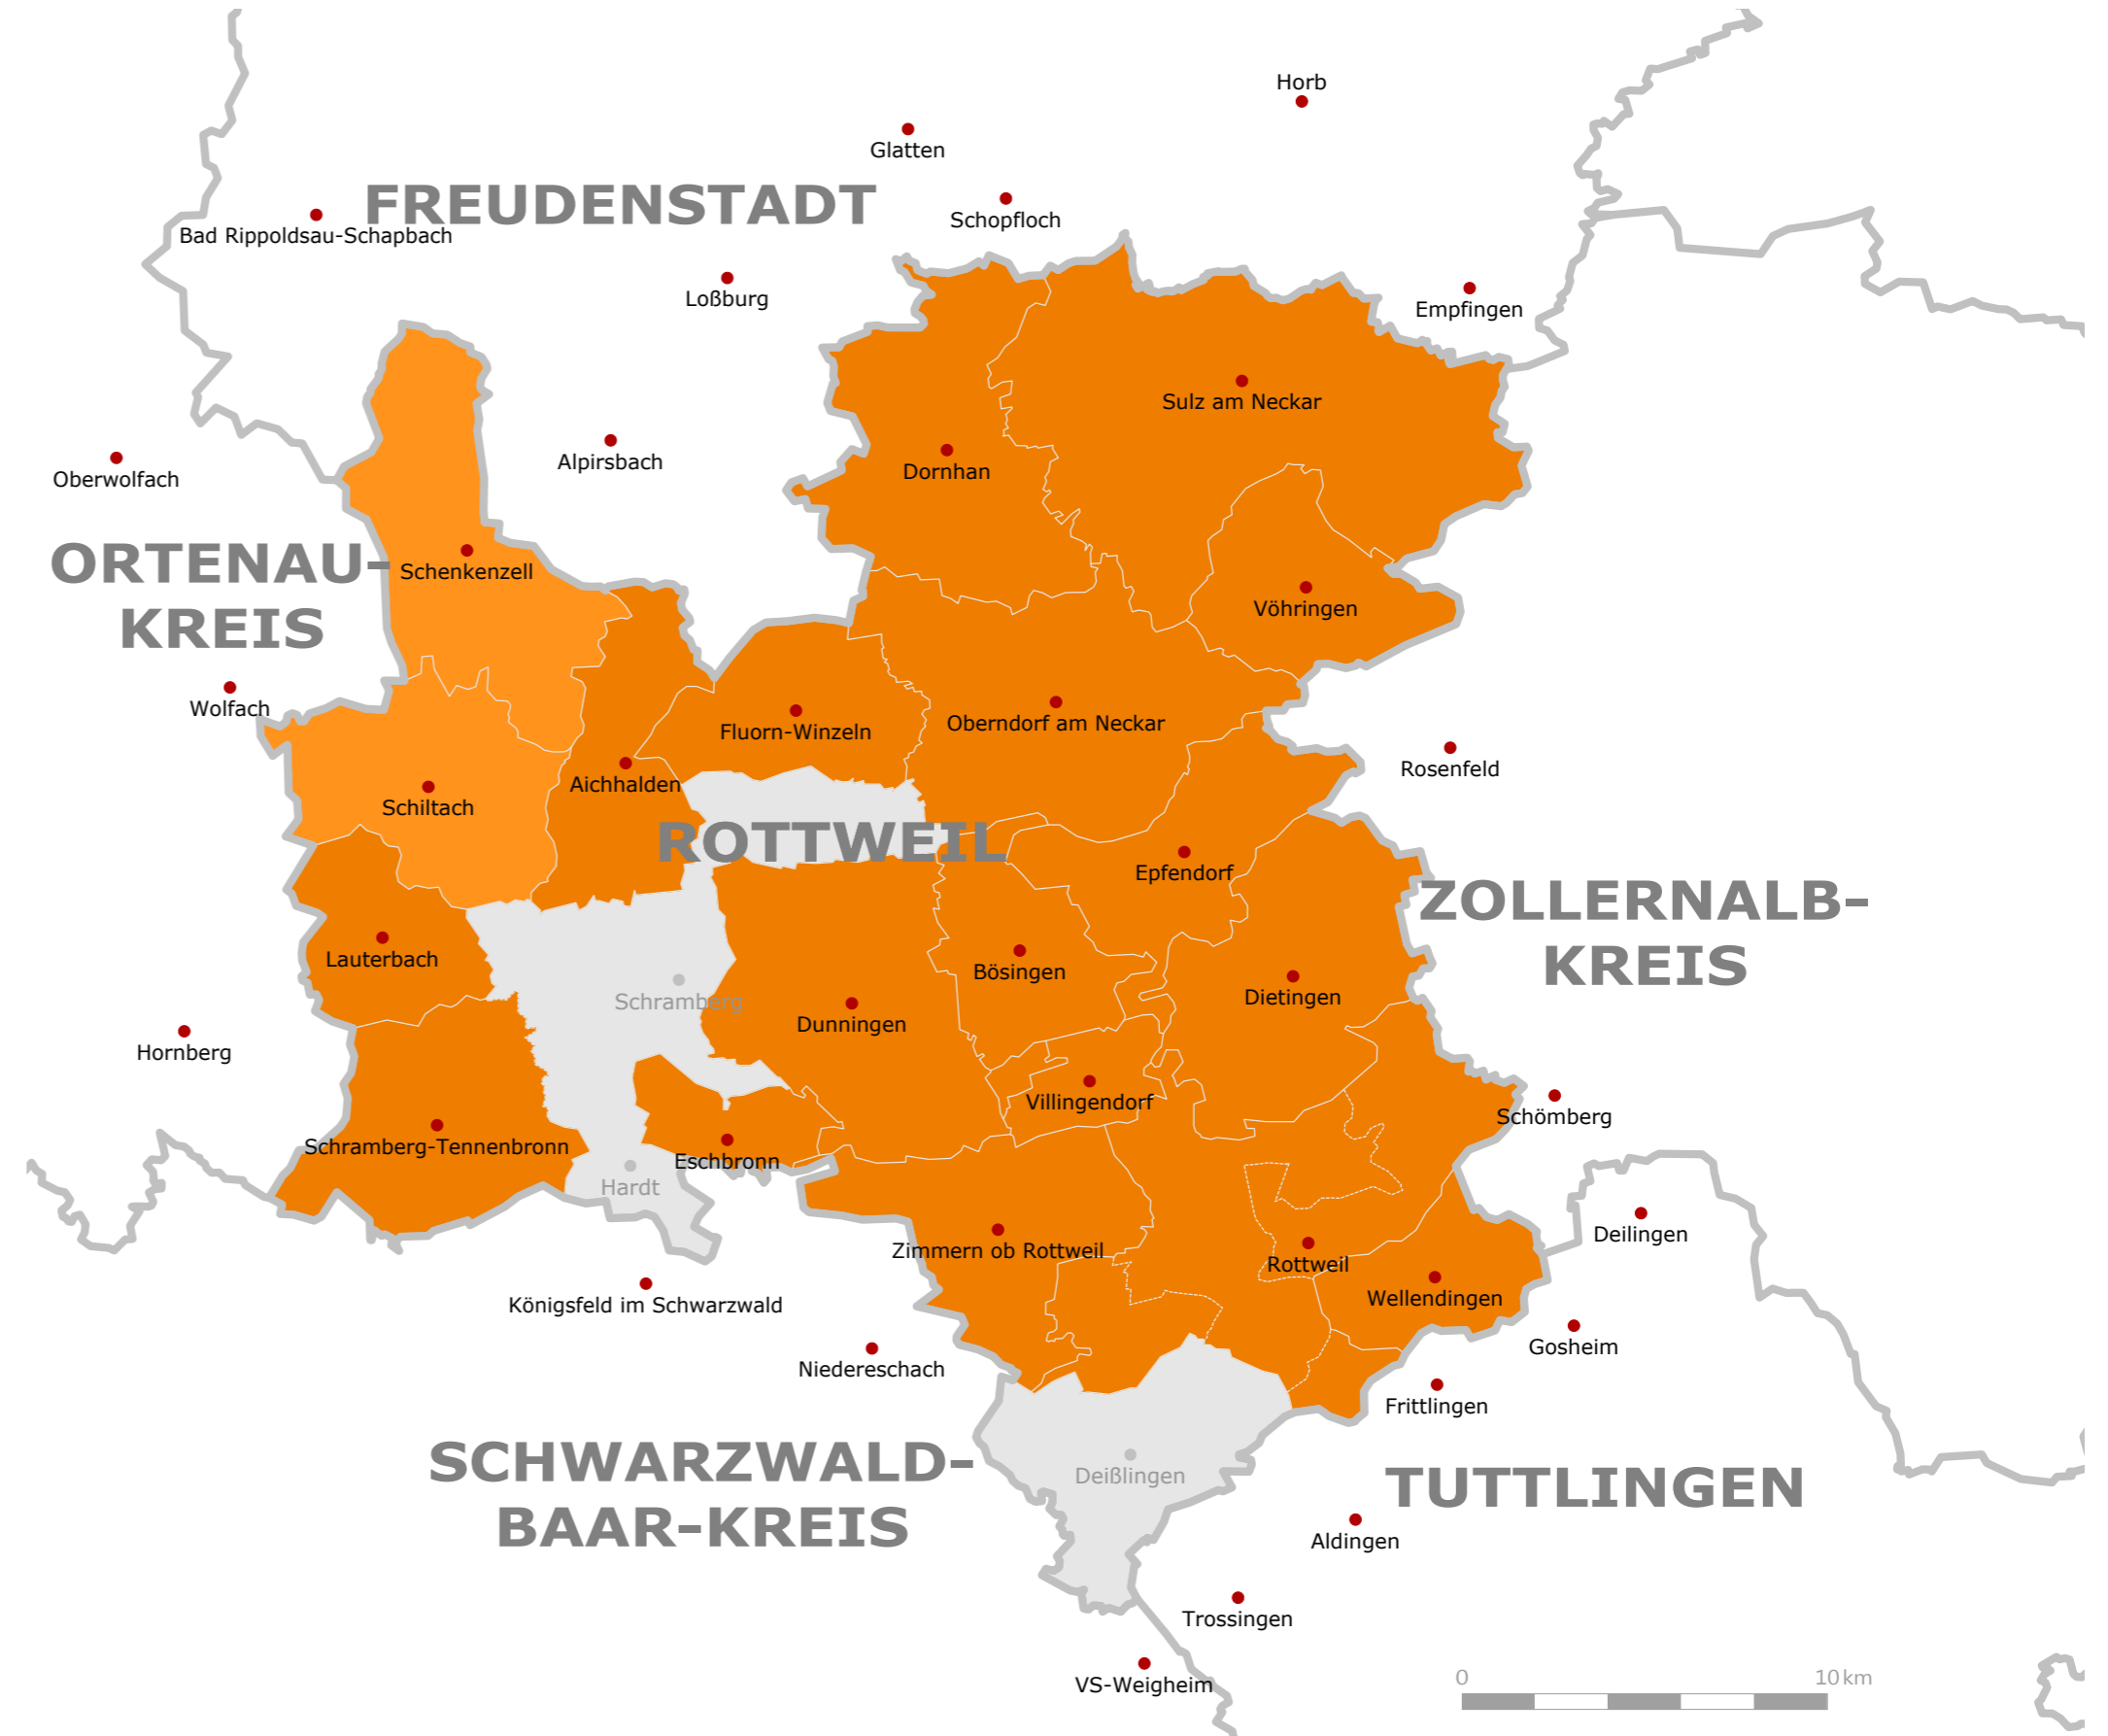 Horb
Glatten
FREUDENSTADT
Schopfloch
Bad Rippoldsau-Schapbach
Loßburg
Empfingen
Sulz am Neckar
Alpirsbach
Dornhan
Oberwolfach
ORTENAU-
KREIS
Schenkenzell
Vöhringen
Wolfach
Fluorn-Winzeln
Oberndorf am Neckar
Rosenfeld
Aichhalden
Schiltach
ROTTWEIL
Epfendorf
ZOLLERNALB-
KREIS
Lauterbach
Bösingen
Schramberg
Dietingen
Dunningen
Hornberg
Villingendorf
Schömberg
Schramberg-Tennenbronn
Eschbronn
Hardt
Deilingen
Zimmern ob Rottweil
Rottweil
Wellendingen
Königsfeld im Schwarzwald
Gosheim
Niedereschach
Frittlingen
SCHWARZWALD-
BAAR-KREIS
Deißlingen
TUTTLINGEN
Aldingen
Trossingen
VS-Weigheim
0 10 km